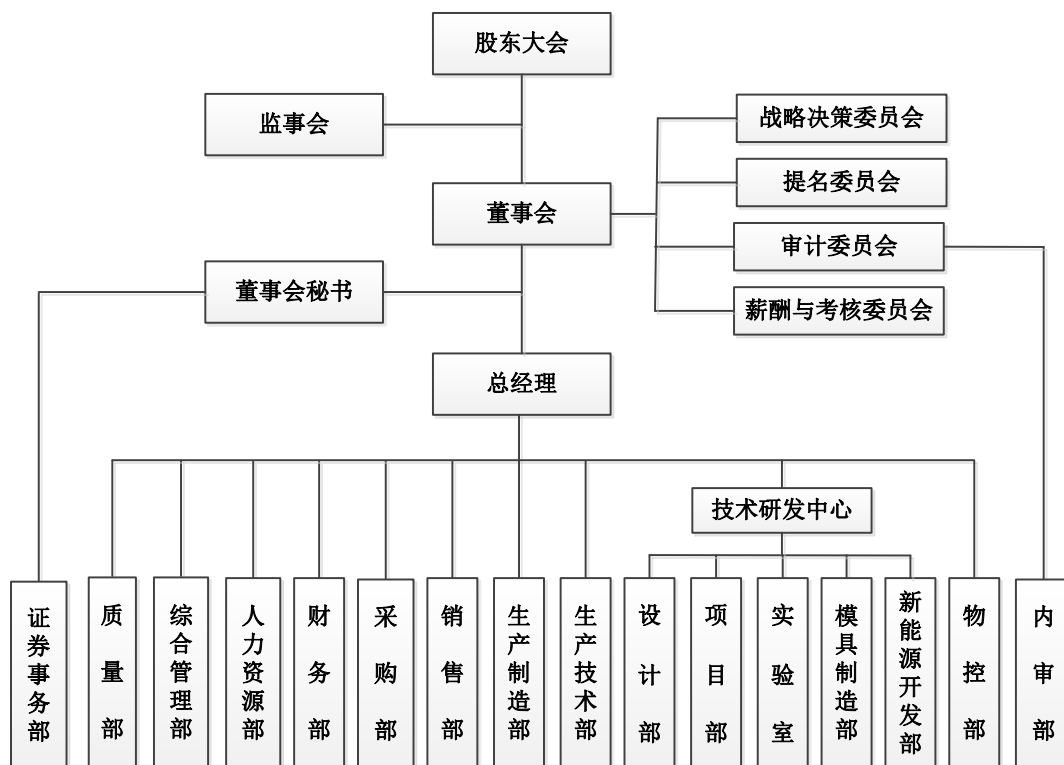 股东大会
监事会
战略决策委员会
提名委员会
董事会
审计委员会
董事会秘书
薪酬与考核委员会
总经理
技术研发中心
证券事务部
质量部
综合管理部
人力资源部
财务部
采购部
销售部
生产制造部
生产技术部
设计部
项目部
实验室
模具制造部
新能源开发部
物控部
内审部